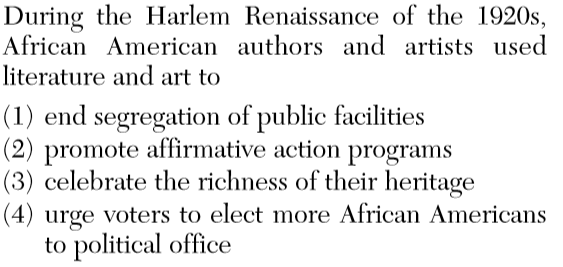 During the Harlem Renaissance of the 1920s,
African American authors and artists used
literature and art to
(1) end segregation of public facilities
(2) promote affirmative action programs
(3) celebrate the richness of their heritage
(4) urge voters to elect more African Americans
to political office